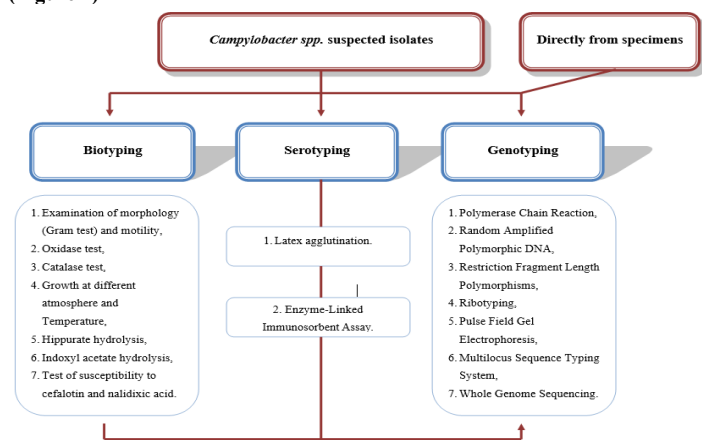 Campylobacter spp. suspected isolates
Directly from specimens
Biotyping
Serotyping
Genotyping
1. Examination of morphology
(Gram test) and motility,
2. Oxidase test,
3. Catalase test,
4. Growth at different
atmosphere and
Temperature,
5. Hippurate hydrolysis,
6. Indoxyl acetate hydrolysis,
7. Test of susceptibility to
cefalotin and nalidixic acid.
1. Latex agglutination.
2. Enzyme-Linked
Immunosorbent Assay.
1. Polymerase Chain Reaction,
2. Random Amplified
Polymorphic DNA,
3. Restriction Fragment Length
Polymorphisms,
4. Ribotyping,
5. Pulse Field Gel
Electrophoresis,
6. Multilocus Sequence Typing
System,
7. Whole Genome Sequencing.